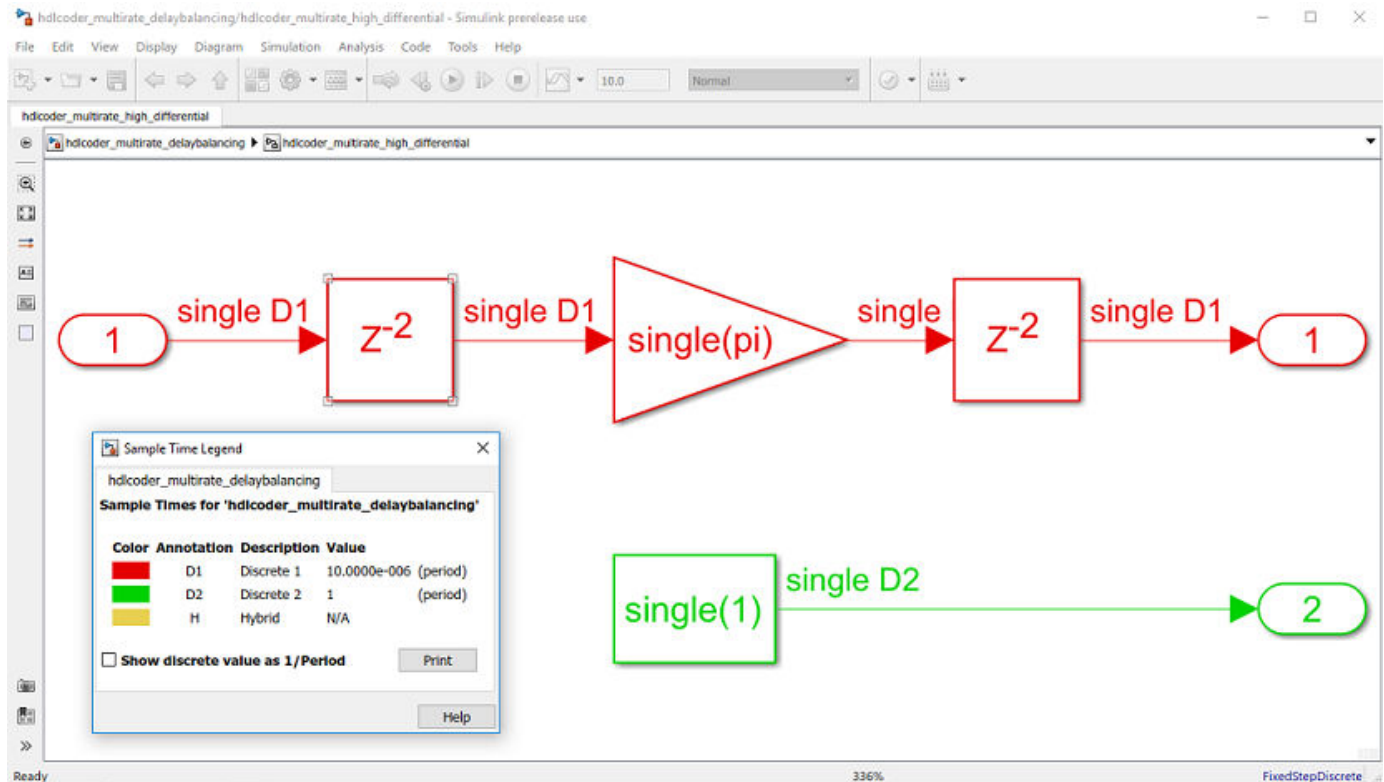 hdlcoder_multirate_delaybalancing/hdlcoder_multirate_high_differential - Simulink prerelease use
File Edit View Display Diagram Simulation Analysis Code Tools Help
10.0 Normal
hdlcoder_multirate_high_differential
hdlcoder_multirate_delaybalancing hdlcoder_multirate_high_differential
1 single D1 Z-2 single D1 single(pi) single Z-2 single D1 1
Sample Time Legend
hdlcoder_multirate_delaybalancing
Sample Times for 'hdlcoder_multirate_delaybalancing'
Color Annotation Description Value
D1 Discrete 1 10.0000e-006 (period)
D2 Discrete 2 1 (period)
H Hybrid N/A
Show discrete value as 1/Period Print
Help
single(1) single D2 2
Ready 336% FixedStepDiscrete